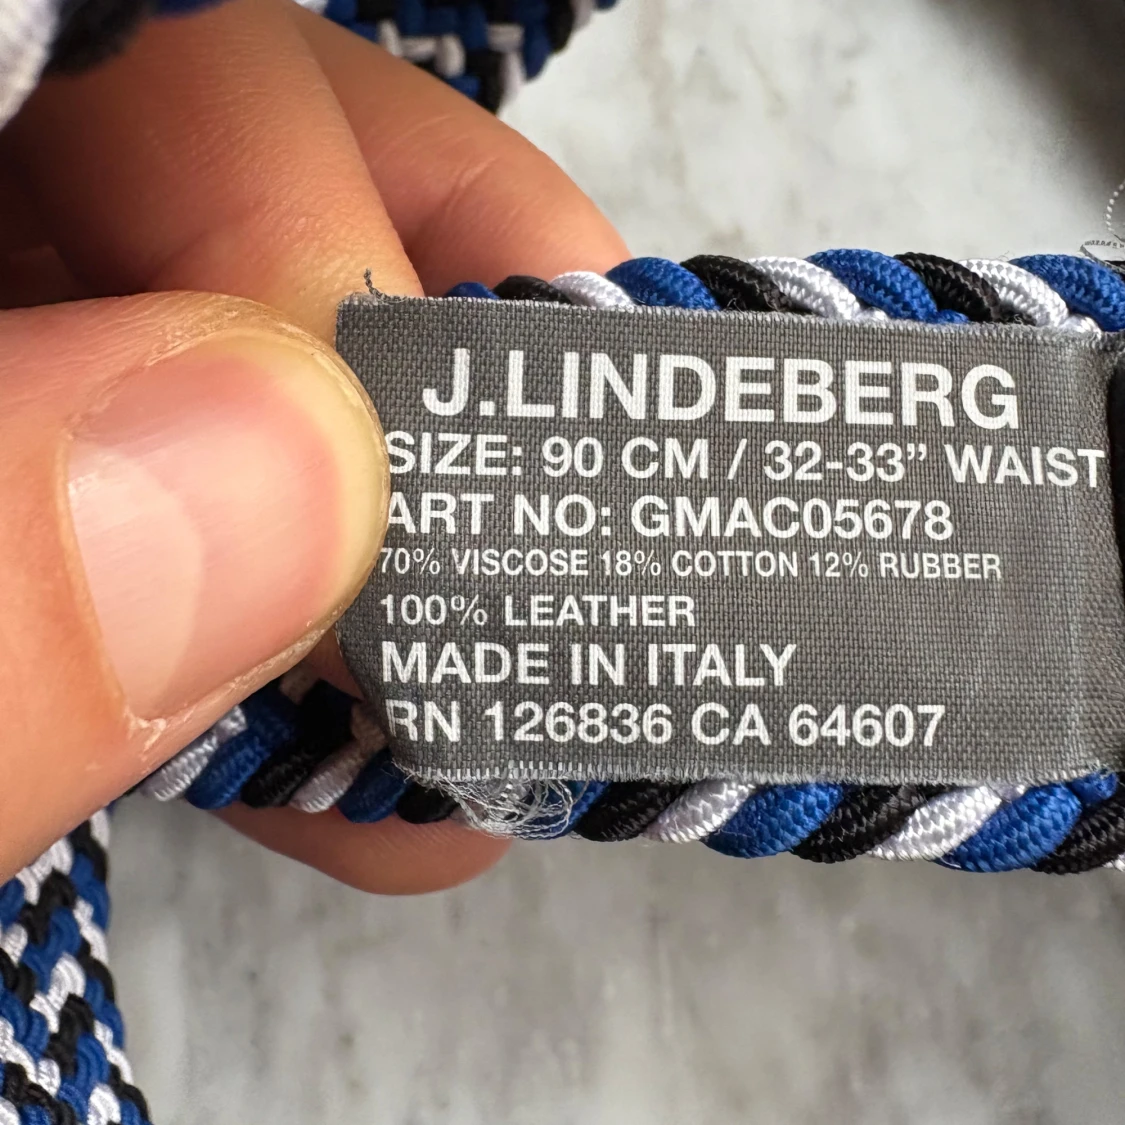 J.LINDEBERG
SIZE: 90 CM / 32-33” WAIST
ART NO: GMAC05678
70% VISCOSE 18% COTTON 12% RUBBER
100% LEATHER
MADE IN ITALY
RN 126836 CA 64607